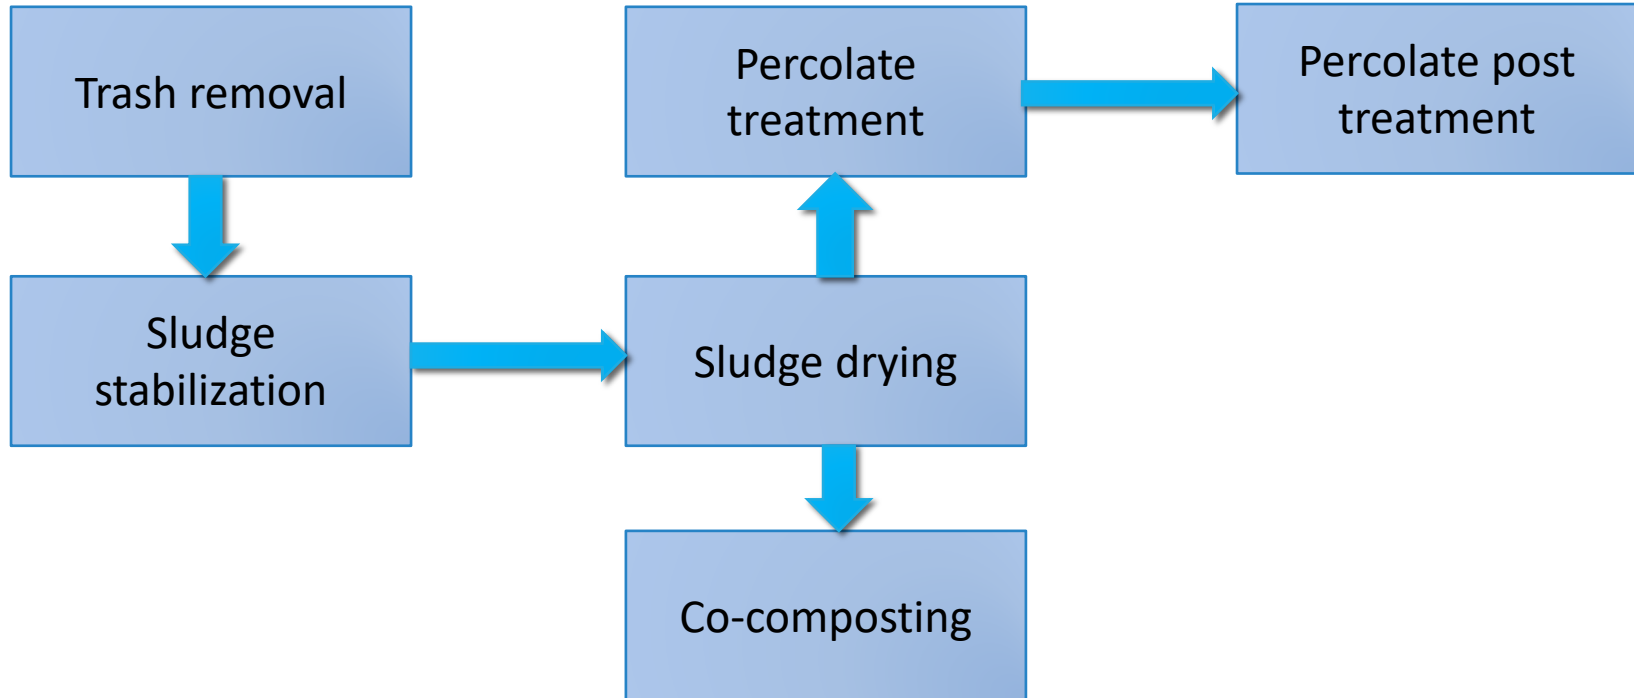 Trash removal
Percolate
treatment
Percolate post
treatment
Sludge
stabilization
Sludge drying
Co-composting